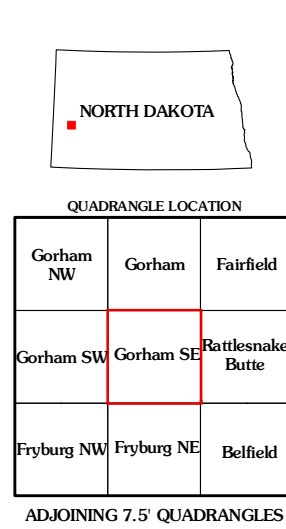 NORTH DAKOTA
QUADRANGLE LOCATION
Gorham
NW
Gorham
Fairfield
Gorham SW
Gorham SE
Rattlesnake
Butte
Fryburg NW
Fryburg NE
Belfield
ADJOINING 7.5' QUADRANGLES